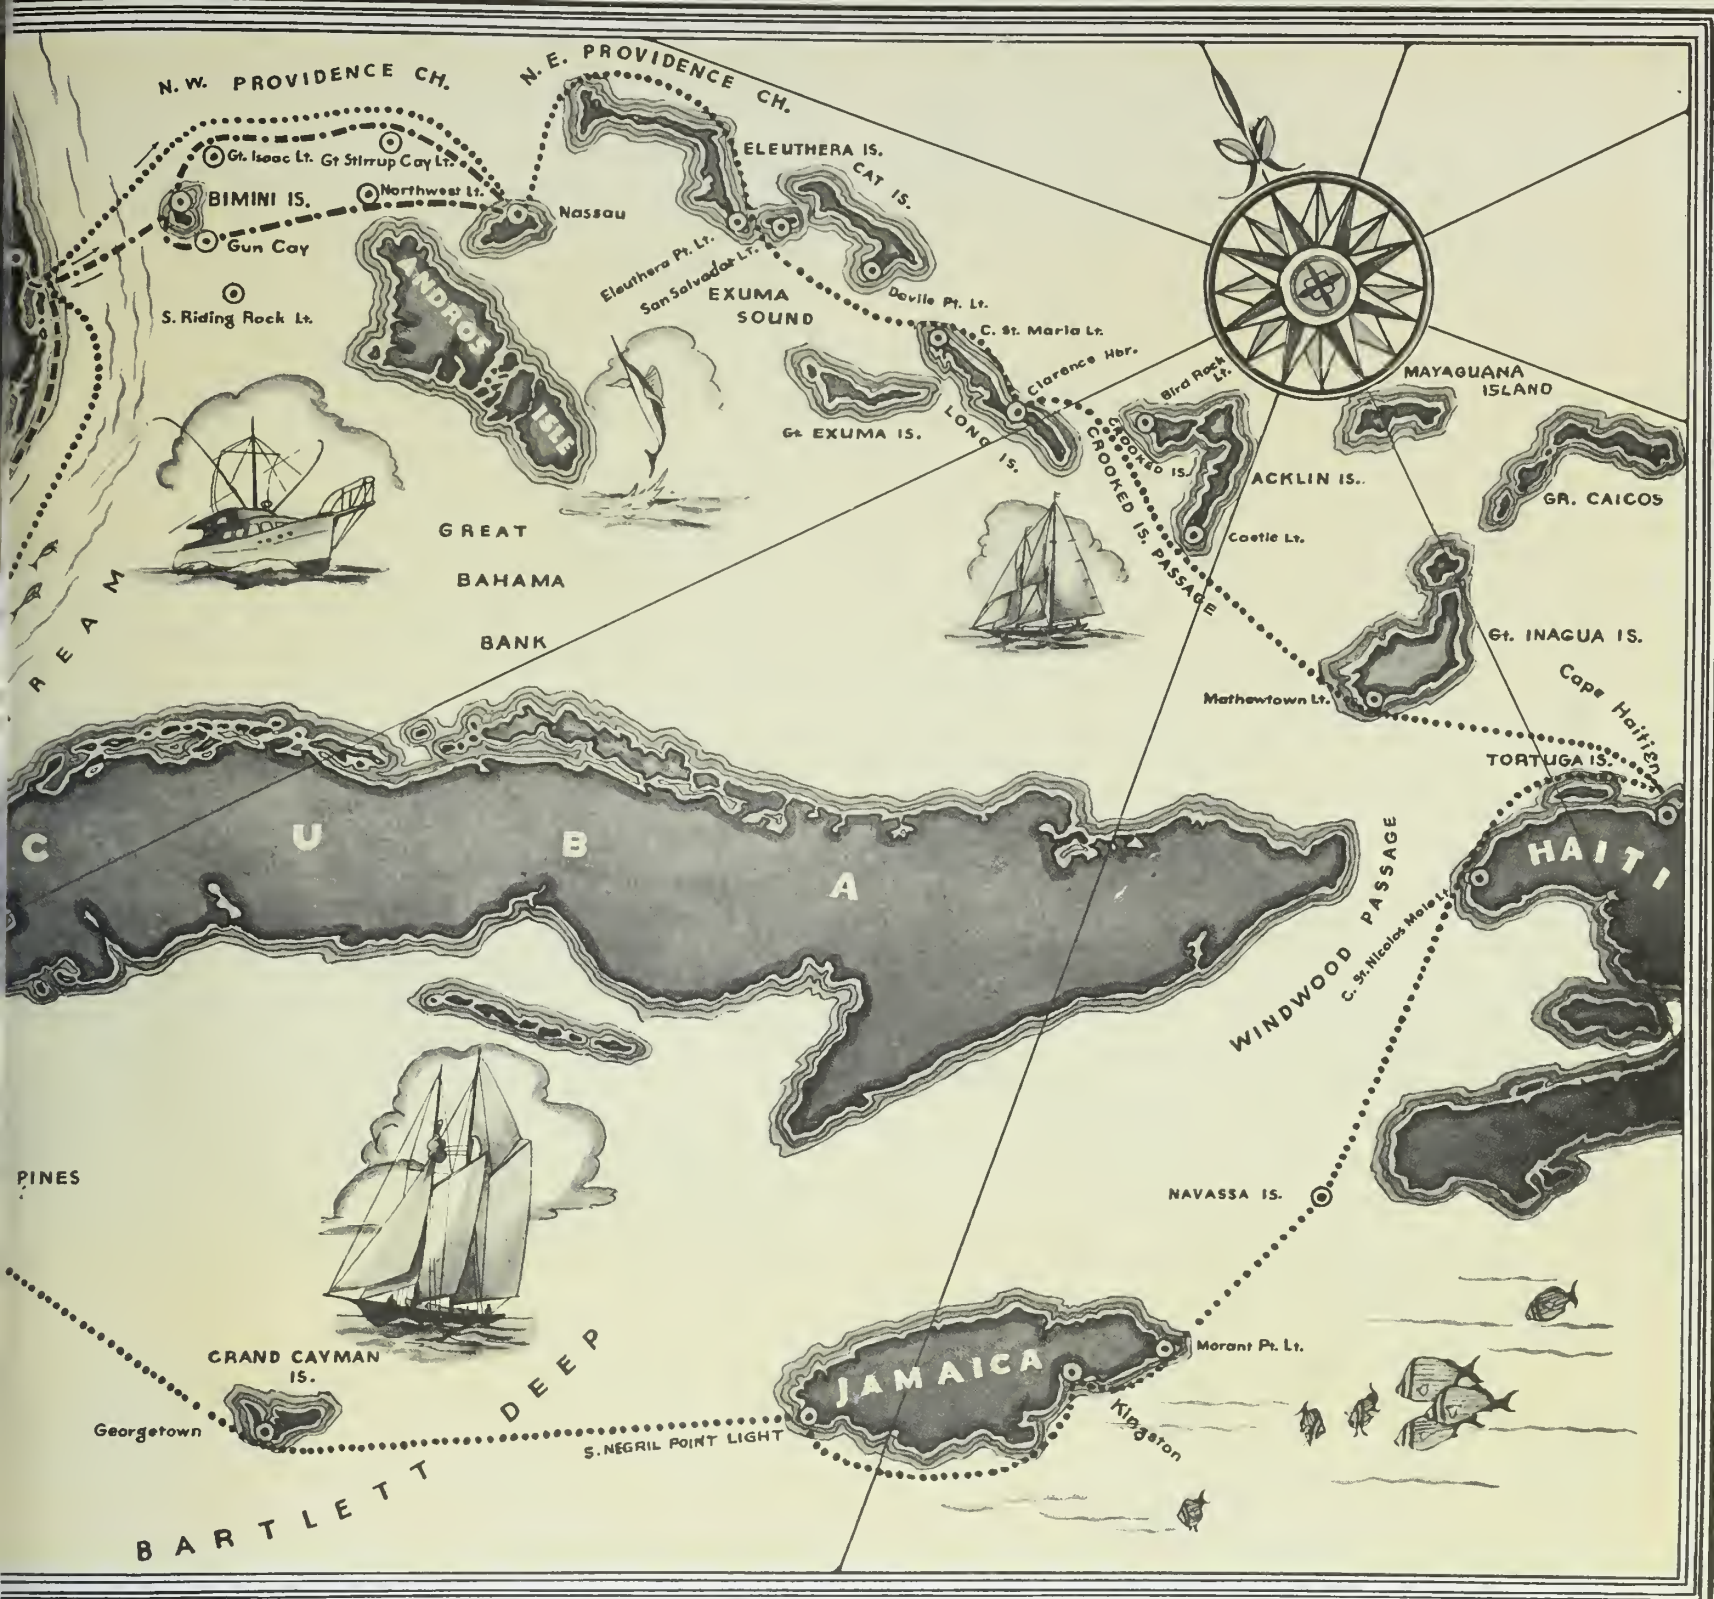 N.W. PROVIDENCE CH.
N. E. PROVIDENCE CH.
Gt. Isaac Lt.
Gt Stirrup Cay Lt.
ELEUTHERA IS.
CAT IS.
BIMINI IS.
Northwest Lt.
Nassau
Gun Cay
Eleuthera Pt. Lt.
San Salvador Lt.
S. Riding Rock Lt.
ANDROS
ISLE
EXUMA
SOUND
Devils Pt. Lt.
C. St. Maria Lt.
Clarence Hbr.
Bird Rock
Lt.
MAYAGUANA
ISLAND
Gt. EXUMA IS.
LONG IS.
CROOKED IS.
CROOKED IS. PASSAGE
ACKLIN IS.
GR. CAICOS
Castle Lt.
GREAT
BAHAMA
BANK
REAM
Gt. INAGUA IS.
Mathewtown Lt.
Cape Haitian
TORTUGA IS.
CUBA
HAITI
WINDWOOD PASSAGE
C. St. Nicolas Mole Lt.
PINES
NAVASSA IS.
GRAND CAYMAN
IS.
Georgetown
BARTLETT DEEP
S. NEGRIL POINT LIGHT
JAMAICA
Morant Pt. Lt.
Kingston